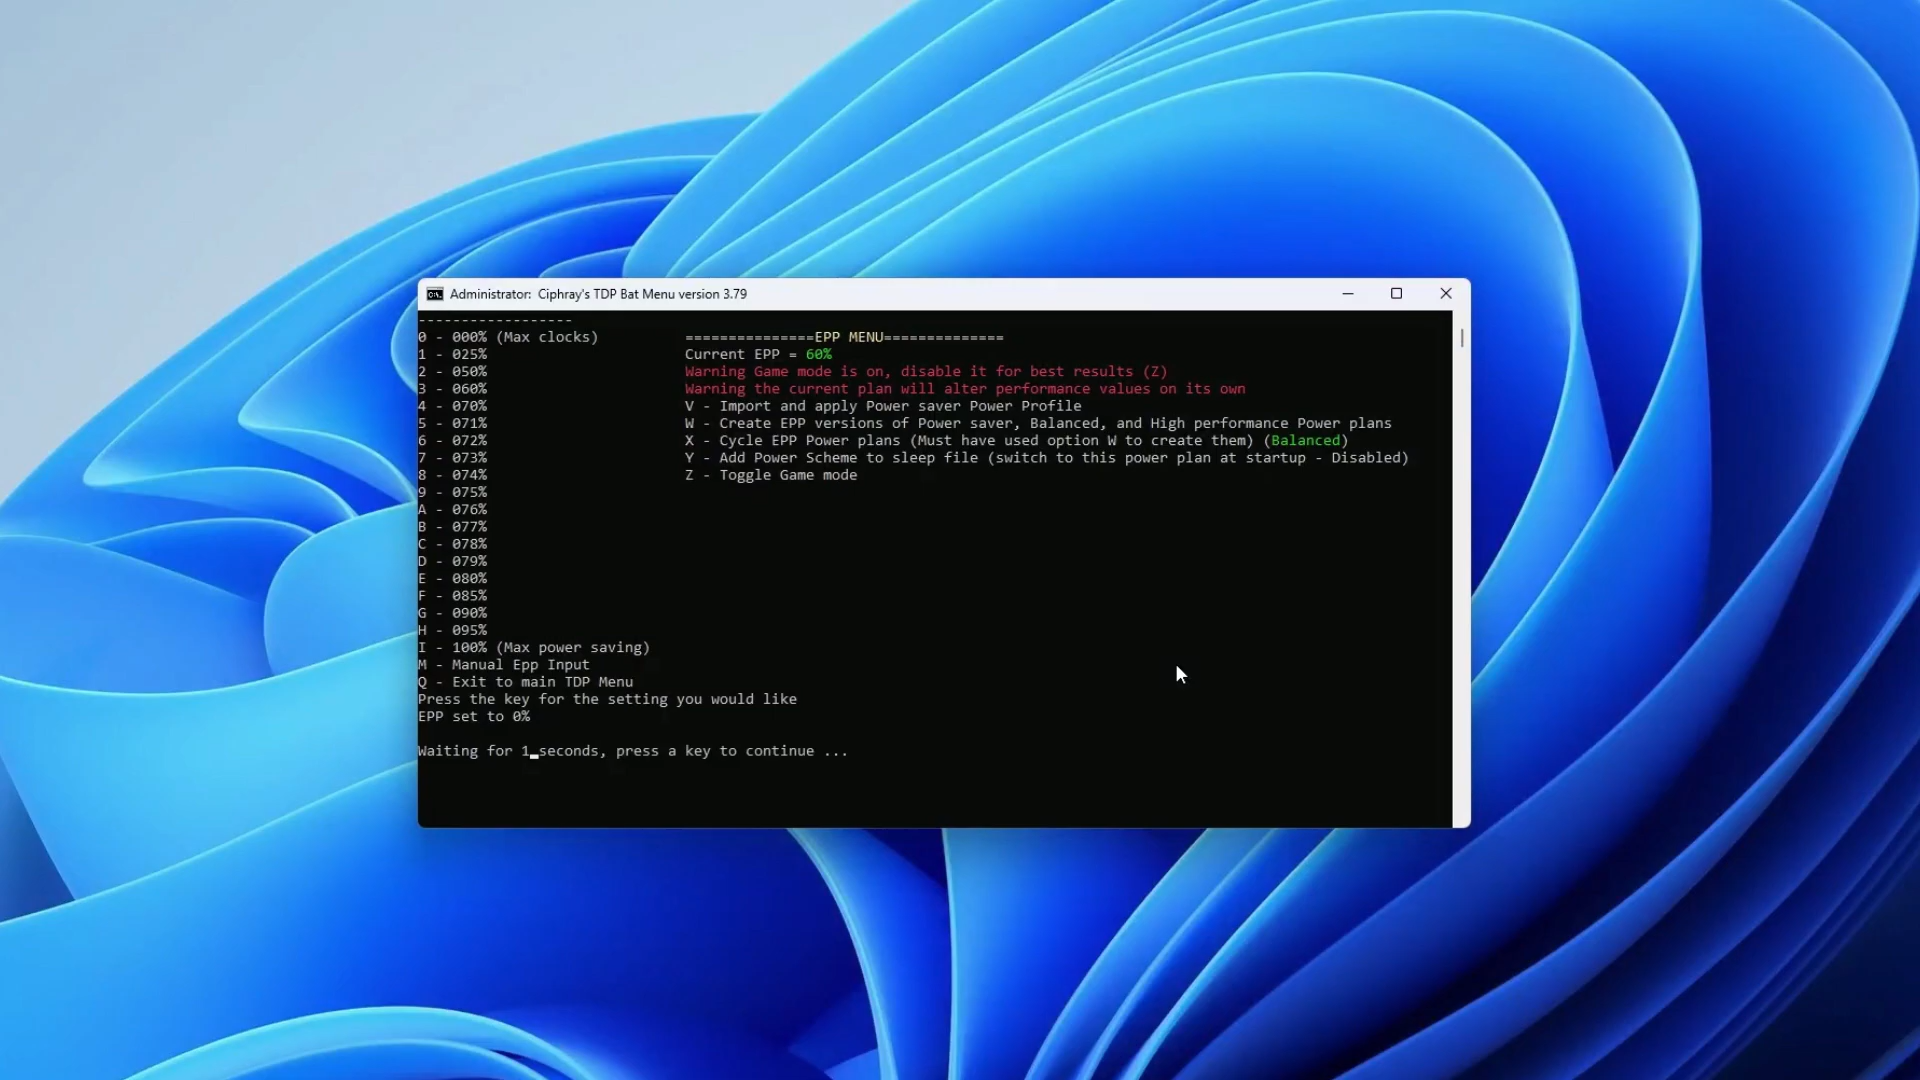 Administrator:  Ciphray's TDP Bat Menu version 3.79
------------------
0 - 000% (Max clocks)          ===============EPP MENU==============
1 - 025%                       Current EPP = 60%
2 - 050%                       Warning Game mode is on, disable it for best results (Z)
3 - 060%                       Warning the current plan will alter performance values on its own
4 - 070%                       V - Import and apply Power saver Power Profile
5 - 071%                       W - Create EPP versions of Power saver, Balanced, and High performance Power plans
6 - 072%                       X - Cycle EPP Power plans (Must have used option W to create them) (Balanced)
7 - 073%                       Y - Add Power Scheme to sleep file (switch to this power plan at startup - Disabled)
8 - 074%                       Z - Toggle Game mode
9 - 075%
A - 076%
B - 077%
C - 078%
D - 079%
E - 080%
F - 085%
G - 090%
H - 095%
I - 100% (Max power saving)
M - Manual Epp Input
Q - Exit to main TDP Menu
Press the key for the setting you would like
EPP set to 0%
Waiting for 1 seconds, press a key to continue ...